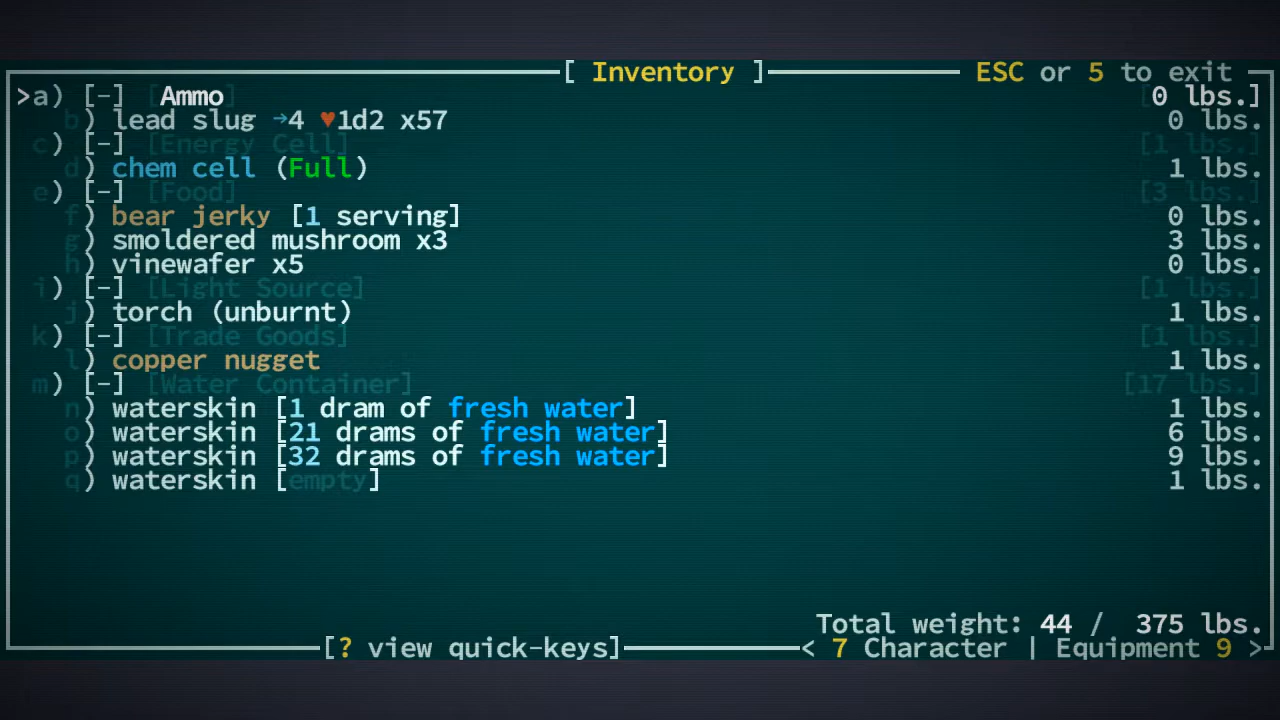 [ Inventory ] ESC or 5 to exit
>a) [-] [Ammo] [0 lbs.]
b) lead slug →4 ♥1d2 x57 0 lbs.
c) [-] [Energy Cell] [1 lbs.]
d) chem cell (Full) 1 lbs.
e) [-] [Food] [3 lbs.]
f) bear jerky [1 serving] 0 lbs.
g) smoldered mushroom x3 3 lbs.
h) vinewafer x5 0 lbs.
i) [-] [Light Source] [1 lbs.]
j) torch (unburnt) 1 lbs.
k) [-] [Trade Goods] [1 lbs.]
l) copper nugget 1 lbs.
m) [-] [Water Container] [17 lbs.]
n) waterskin [1 dram of fresh water] 1 lbs.
o) waterskin [21 drams of fresh water] 6 lbs.
p) waterskin [32 drams of fresh water] 9 lbs.
q) waterskin [empty] 1 lbs.
Total weight: 44 / 375 lbs.
[? view quick-keys] < 7 Character | Equipment 9 >